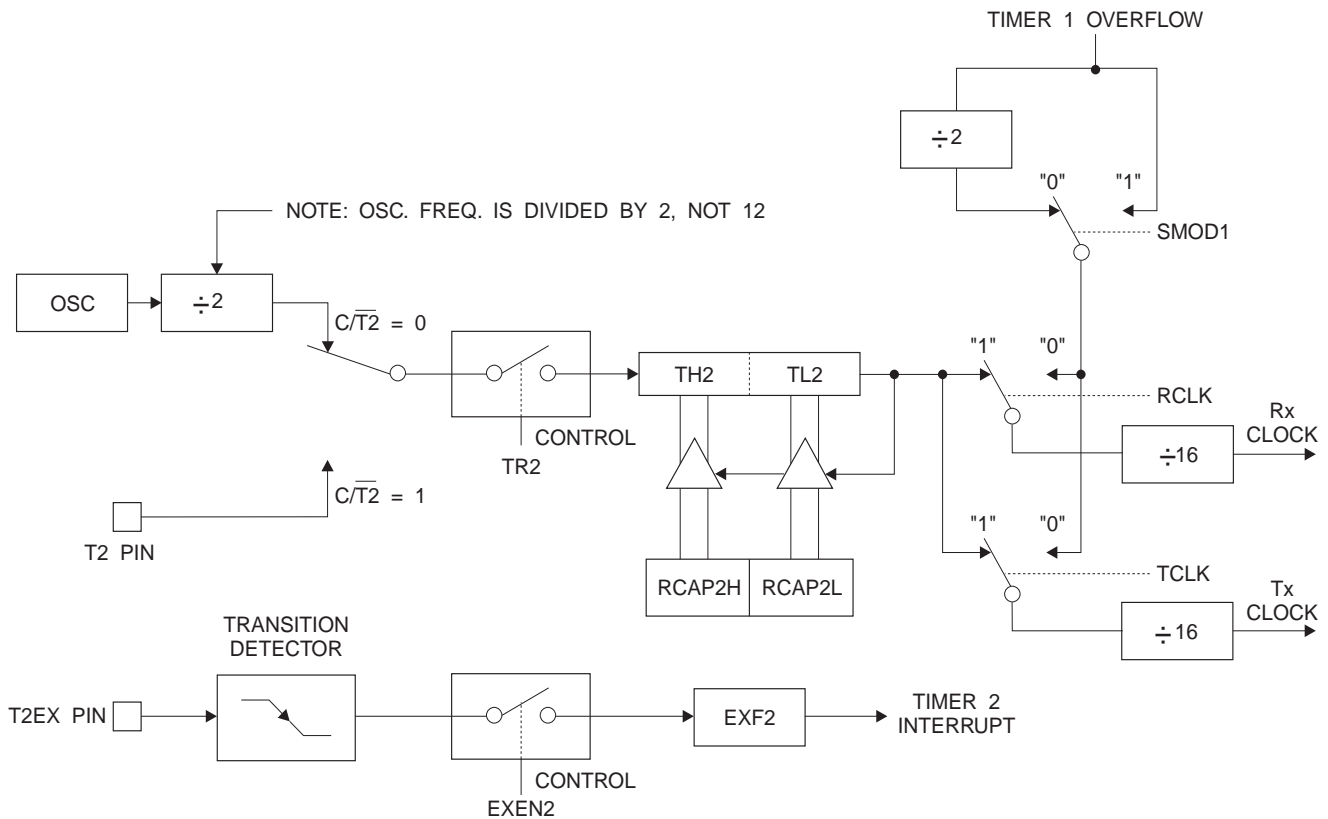 TIMER 1 OVERFLOW
÷2
"0" "1"
NOTE: OSC. FREQ. IS DIVIDED BY 2, NOT 12
SMOD1
OSC
÷2
C/T2̅ = 0
"1" "0"
TH2 TL2
RCLK
Rx
CLOCK
CONTROL
÷16
TR2
C/T2̅ = 1
"1" "0"
T2 PIN
TCLK
RCAP2H RCAP2L
Tx
CLOCK
÷16
TRANSITION
DETECTOR
T2EX PIN
EXF2
TIMER 2
INTERRUPT
CONTROL
EXEN2